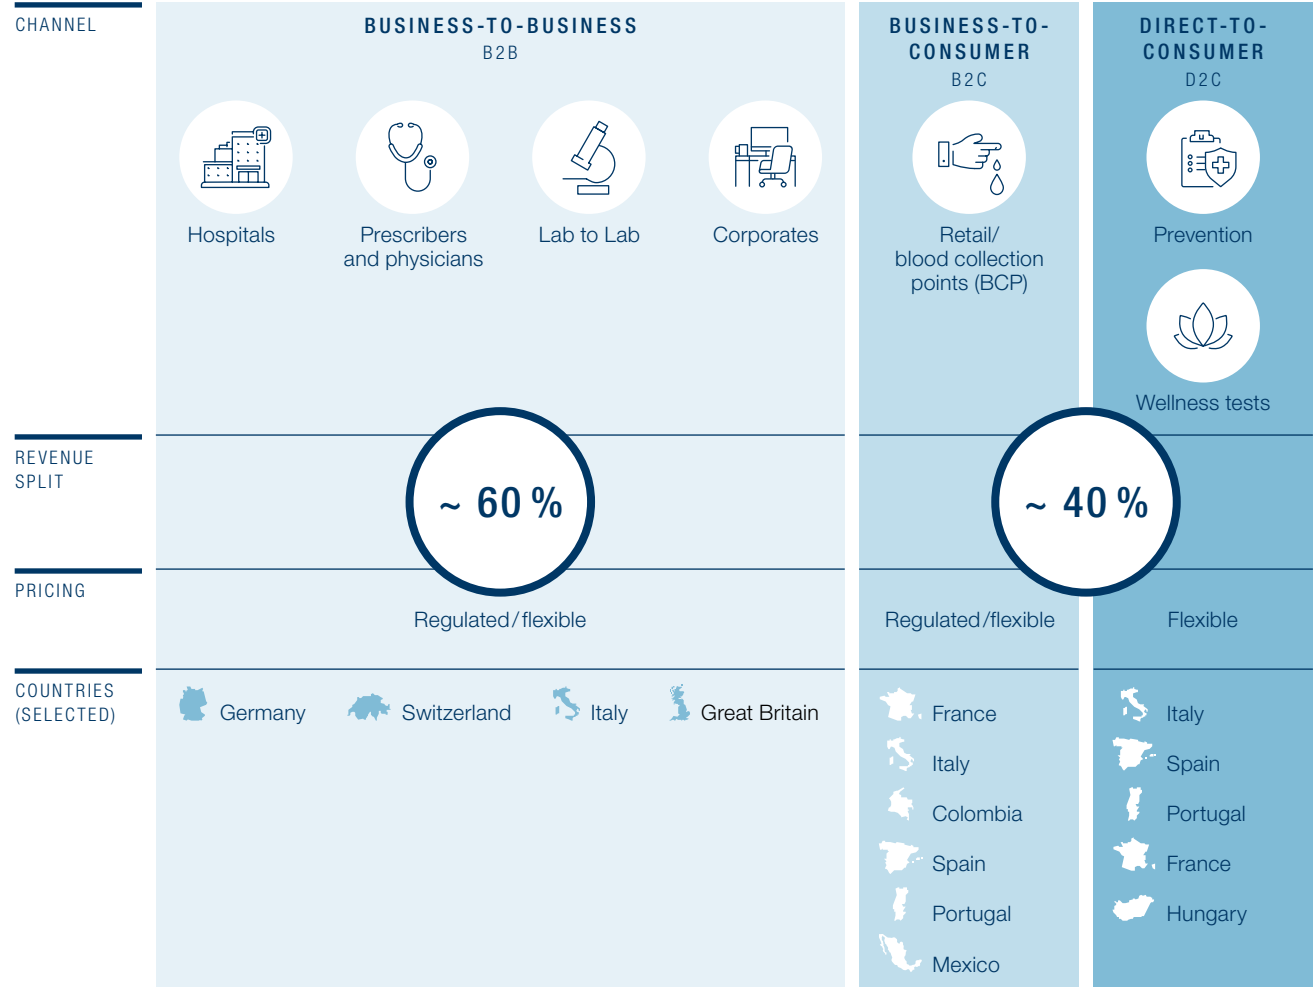 CHANNEL
BUSINESS-TO-BUSINESS
B2B
Hospitals
Prescribers
and physicians
Lab to Lab
Corporates
BUSINESS-TO-
CONSUMER
B2C
Retail/
blood collection
points (BCP)
DIRECT-TO-
CONSUMER
D2C
Prevention
Wellness tests
REVENUE
SPLIT
~ 60 %
~ 40 %
PRICING
Regulated/flexible
Regulated/flexible
Flexible
COUNTRIES
(SELECTED)
Germany
Switzerland
Italy
Great Britain
France
Italy
Colombia
Spain
Portugal
Mexico
Italy
Spain
Portugal
France
Hungary